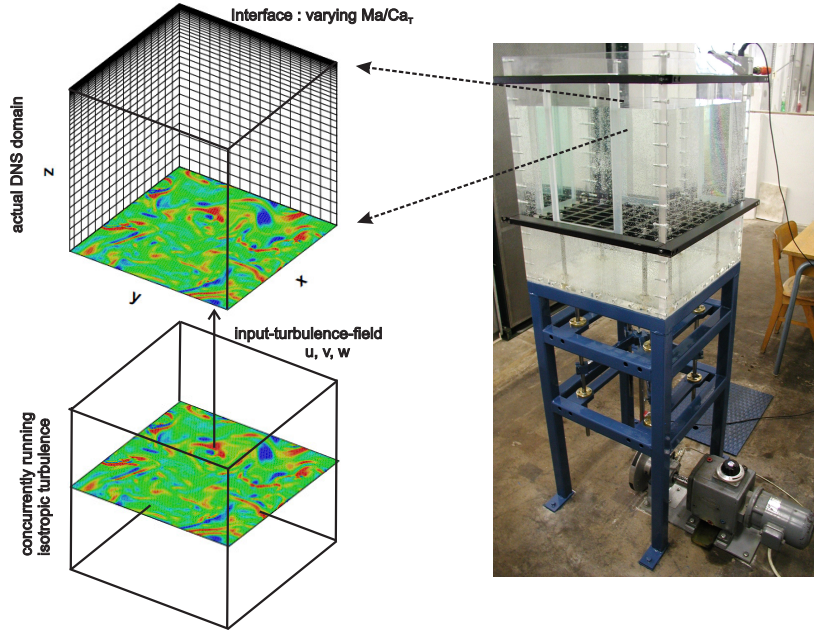 Interface : varying Ma/Ca_T
actual DNS domain
z
y
x
input-turbulence-field
u, v, w
concurrently running
isotropic turbulence